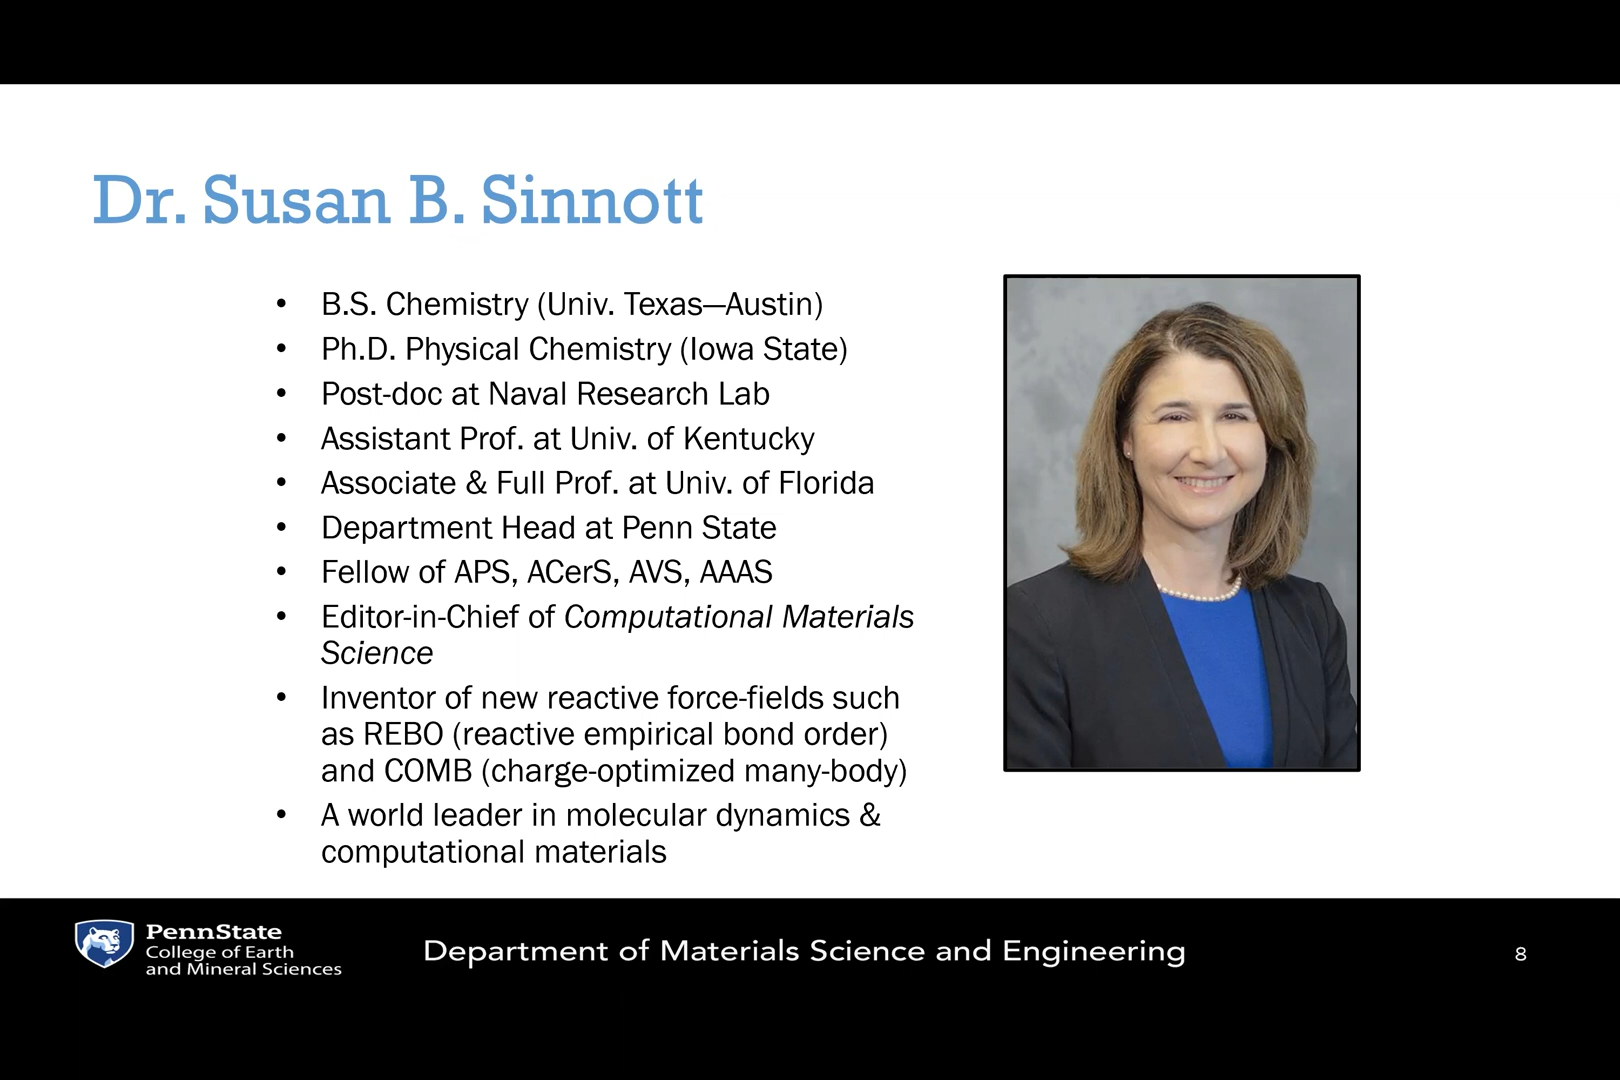 Dr. Susan B. Sinnott
• B.S. Chemistry (Univ. Texas—Austin)
• Ph.D. Physical Chemistry (Iowa State)
• Post-doc at Naval Research Lab
• Assistant Prof. at Univ. of Kentucky
• Associate & Full Prof. at Univ. of Florida
• Department Head at Penn State
• Fellow of APS, ACerS, AVS, AAAS
• Editor-in-Chief of Computational Materials
Science
• Inventor of new reactive force-fields such
as REBO (reactive empirical bond order)
and COMB (charge-optimized many-body)
• A world leader in molecular dynamics &
computational materials
PennState
College of Earth
and Mineral Sciences
Department of Materials Science and Engineering
8